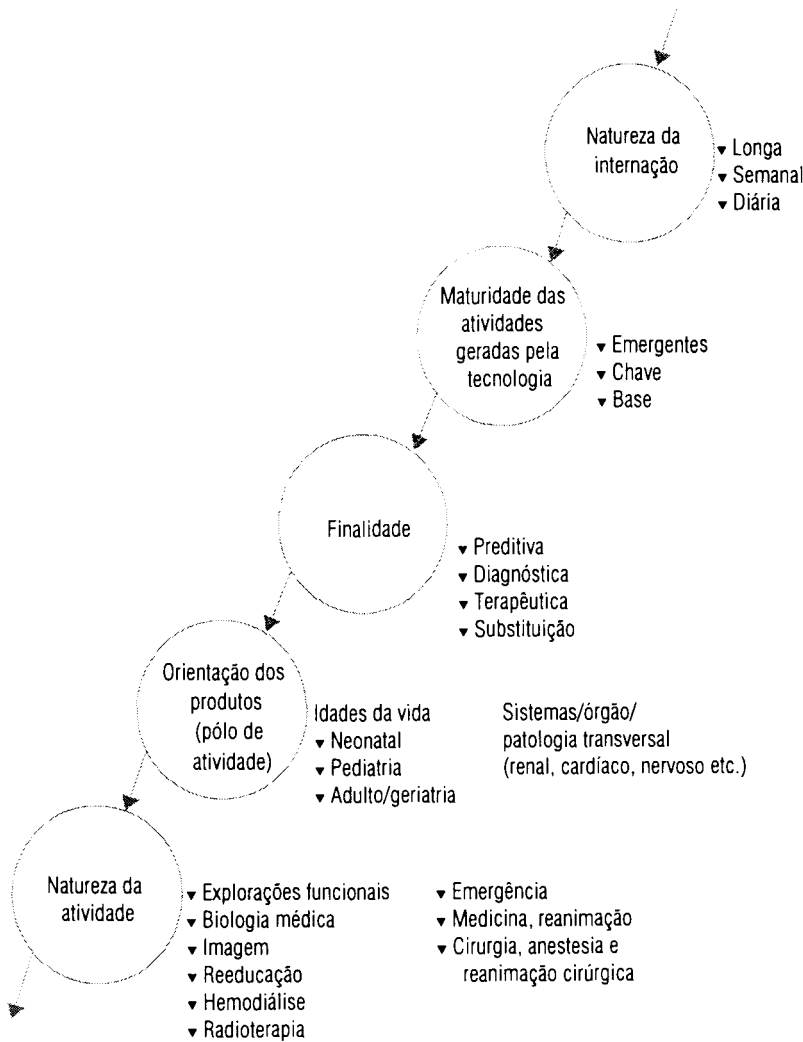 Natureza da
internação
▼ Longa
▼ Semanal
▼ Diária
Maturidade das
atividades
geradas pela
tecnologia
▼ Emergentes
▼ Chave
▼ Base
Finalidade
▼ Preditiva
▼ Diagnóstica
▼ Terapêutica
▼ Substituição
Orientação dos
produtos
(pólo de
atividade)
Idades da vida
▼ Neonatal
▼ Pediatria
▼ Adulto/geriatria
Sistemas/órgão/
patologia transversal
(renal, cardíaco, nervoso etc.)
Natureza da
atividade
▼ Explorações funcionais
▼ Biologia médica
▼ Imagem
▼ Reeducação
▼ Hemodiálise
▼ Radioterapia
▼ Emergência
▼ Medicina, reanimação
▼ Cirurgia, anestesia e
reanimação cirúrgica